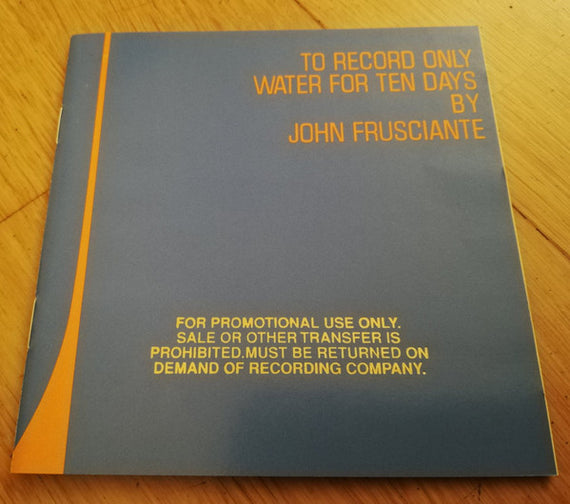 TO RECORD ONLY
WATER FOR TEN DAYS
BY
JOHN FRUSCIANTE
FOR PROMOTIONAL USE ONLY.
SALE OR OTHER TRANSFER IS
PROHIBITED.MUST BE RETURNED ON
DEMAND OF RECORDING COMPANY.